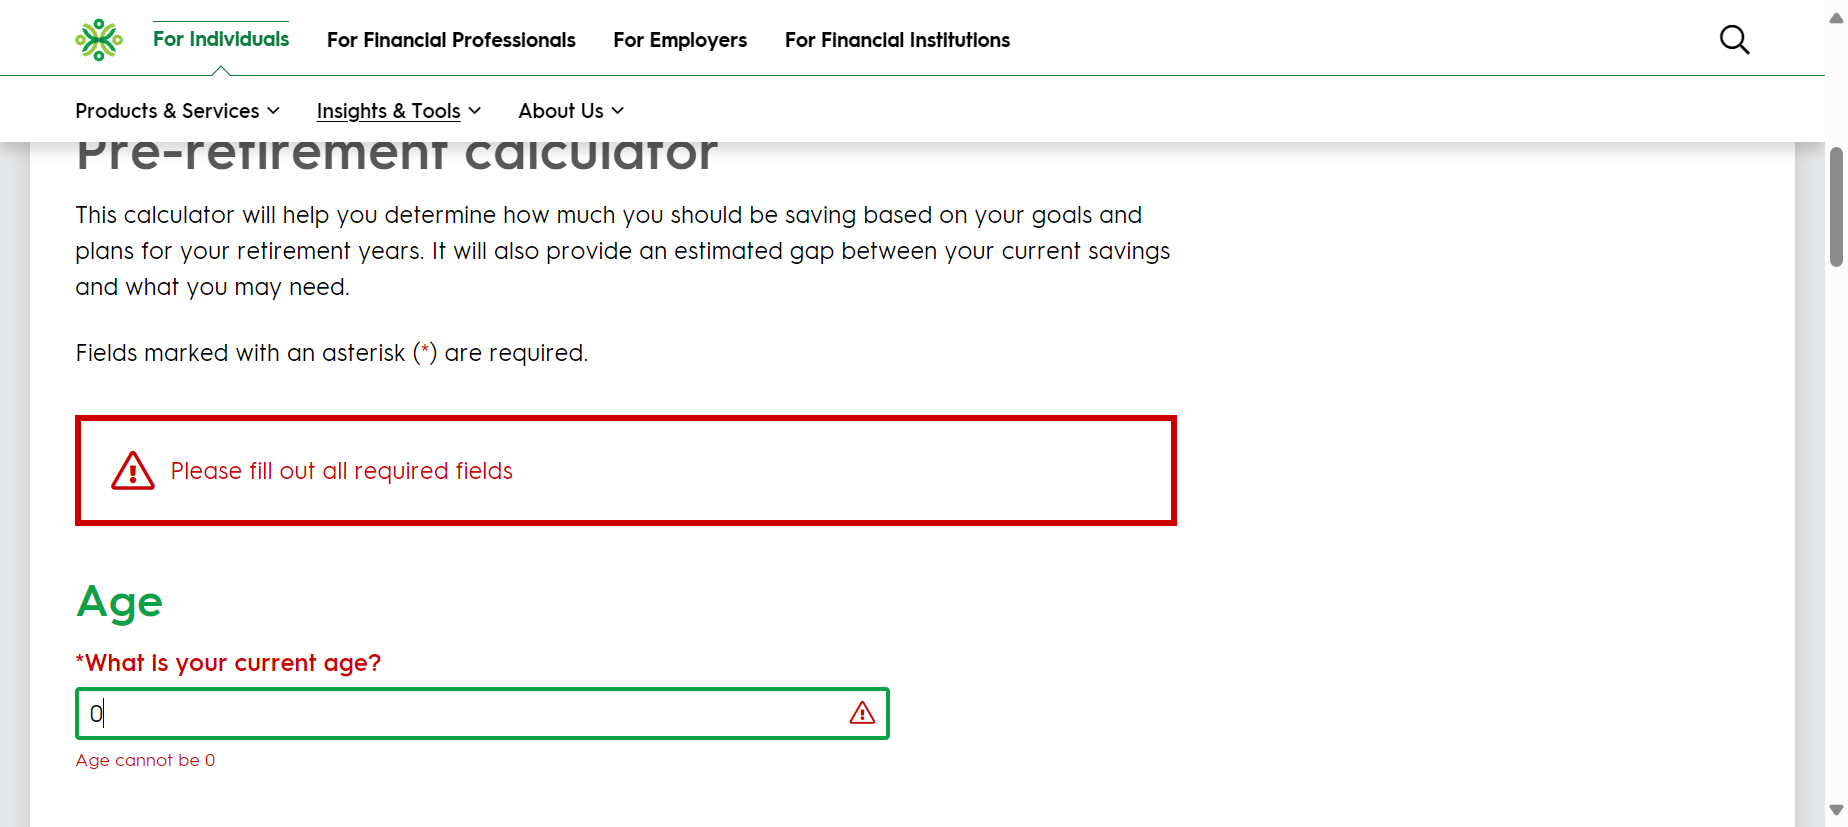 For Individuals
For Financial Professionals
For Employers
For Financial Institutions
Products & Services
Insights & Tools
About Us
Pre-retirement calculator
This calculator will help you determine how much you should be saving based on your goals and
plans for your retirement years. It will also provide an estimated gap between your current savings
and what you may need.
Fields marked with an asterisk (*) are required.
Please fill out all required fields
Age
*What is your current age?
0
Age cannot be 0